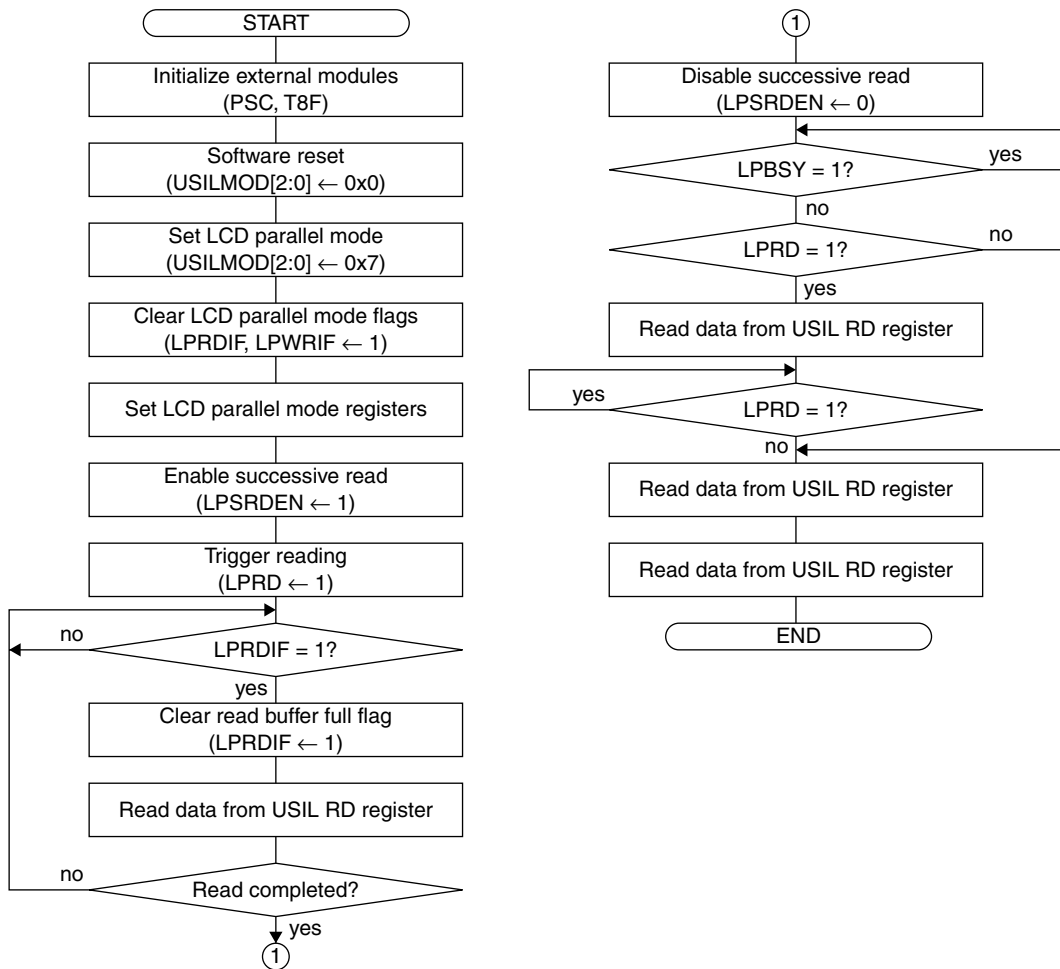 START
Initialize external modules
(PSC, T8F)
Software reset
(USILMOD[2:0] ← 0x0)
Set LCD parallel mode
(USILMOD[2:0] ← 0x7)
Clear LCD parallel mode flags
(LPRDIF, LPWRIF ← 1)
Set LCD parallel mode registers
Enable successive read
(LPSRDEN ← 1)
Trigger reading
(LPRD ← 1)
no
LPRDIF = 1?
yes
Clear read buffer full flag
(LPRDIF ← 1)
Read data from USIL RD register
no
Read completed?
yes
1
1
Disable successive read
(LPSRDEN ← 0)
LPBSY = 1?
yes
no
LPRD = 1?
no
yes
Read data from USIL RD register
yes
LPRD = 1?
no
Read data from USIL RD register
Read data from USIL RD register
END